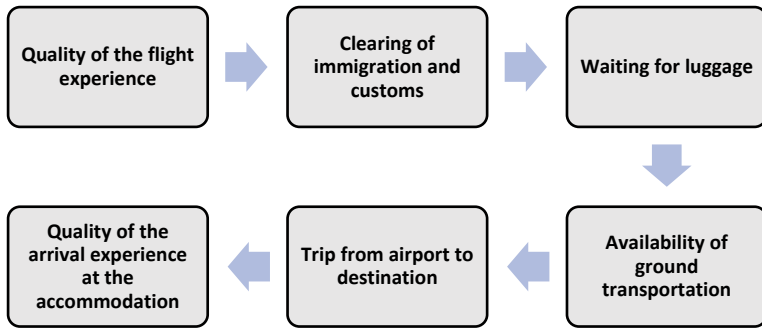 Quality of the flight
experience
Clearing of
immigration and
customs
Waiting for luggage
Availability of
ground
transportation
Trip from airport to
destination
Quality of the
arrival experience
at the
accommodation